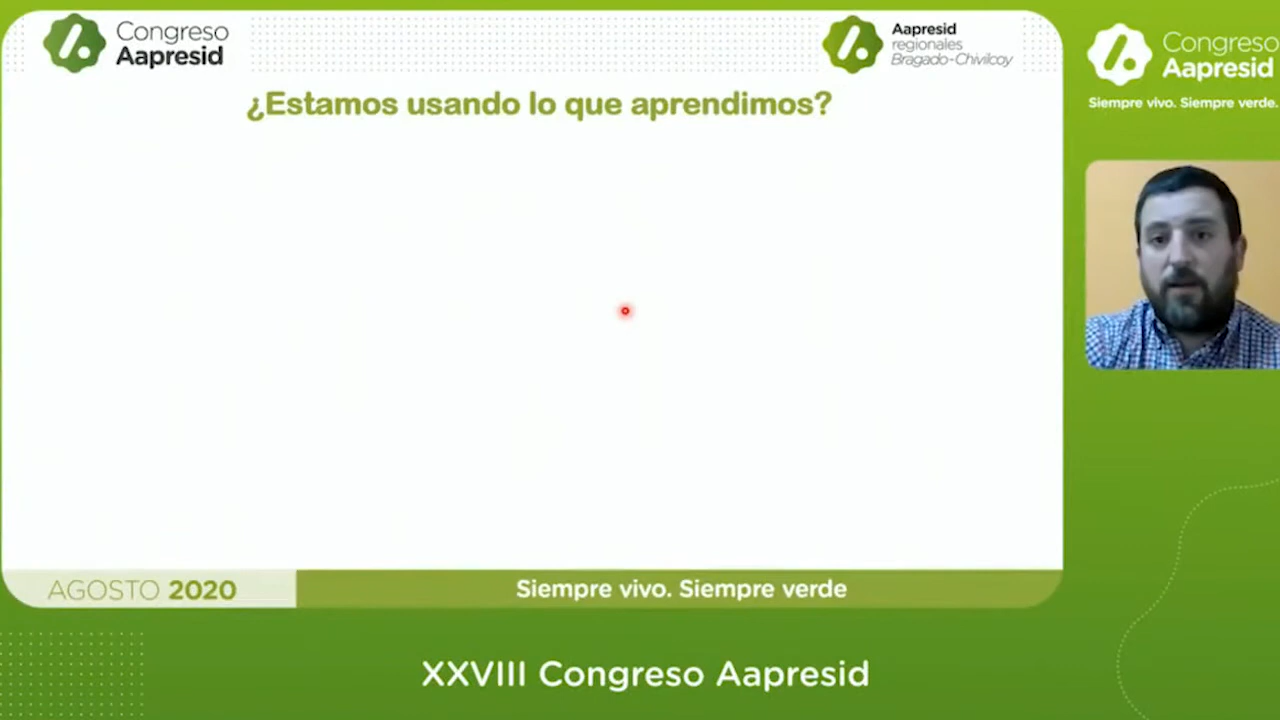 Congreso
Aapresid
Aapresid
regionales
Bragado-Chivilcoy
Congreso
Aapresid
Siempre vivo. Siempre verde.
¿Estamos usando lo que aprendimos?
AGOSTO 2020
Siempre vivo. Siempre verde
XXVIII Congreso Aapresid